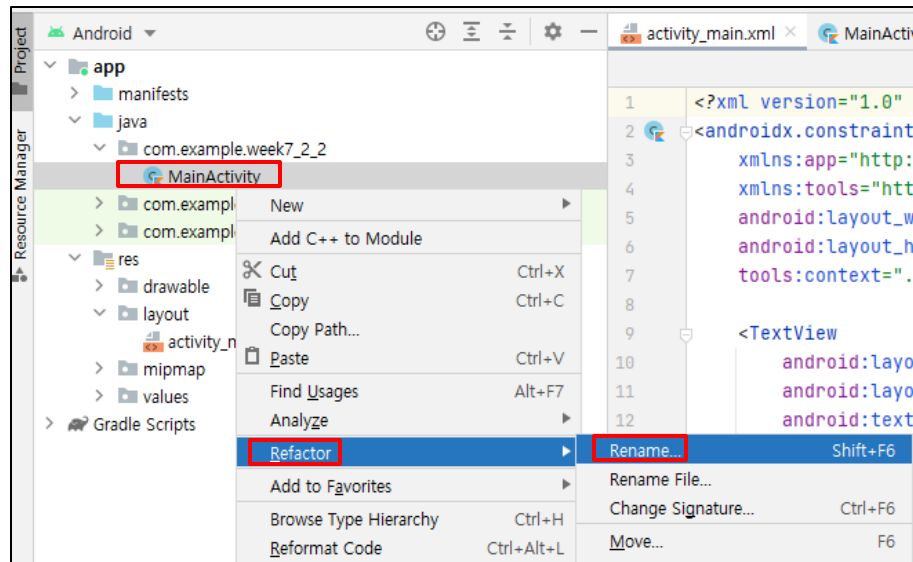 Project
Resource Manager
Android
app
manifests
java
com.example.week7_2_2
MainActivity
com.exampl
com.exampl
res
drawable
layout
activity_m
mipmap
values
Gradle Scripts
New
Add C++ to Module
Cut Ctrl+X
Copy Ctrl+C
Copy Path...
Paste Ctrl+V
Find Usages Alt+F7
Analyze
Refactor
Add to Favorites
Browse Type Hierarchy Ctrl+H
Reformat Code Ctrl+Alt+L
Rename... Shift+F6
Rename File...
Change Signature... Ctrl+F6
Move... F6
activity_main.xml MainActiv
1 <?xml version="1.0"
2 <androidx.constraint
3 xmlns:app="http:
4 xmlns:tools="htt
5 android:layout_w
6 android:layout_h
7 tools:context=".
8
9 <TextView
10 android:layo
11 android:layo
12 android:text